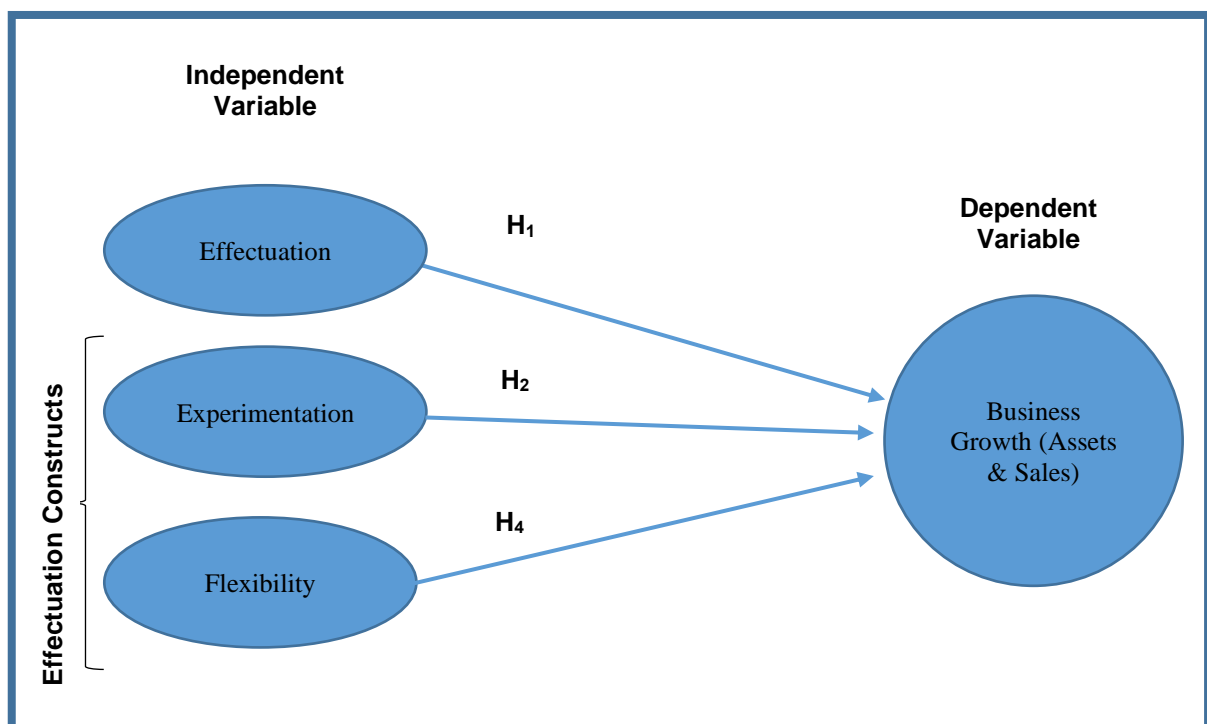 Independent
Variable
Dependent
Variable
H₁
Effectuation
H₂
Experimentation
Business
Growth (Assets
& Sales)
H₄
Flexibility
Effectuation Constructs